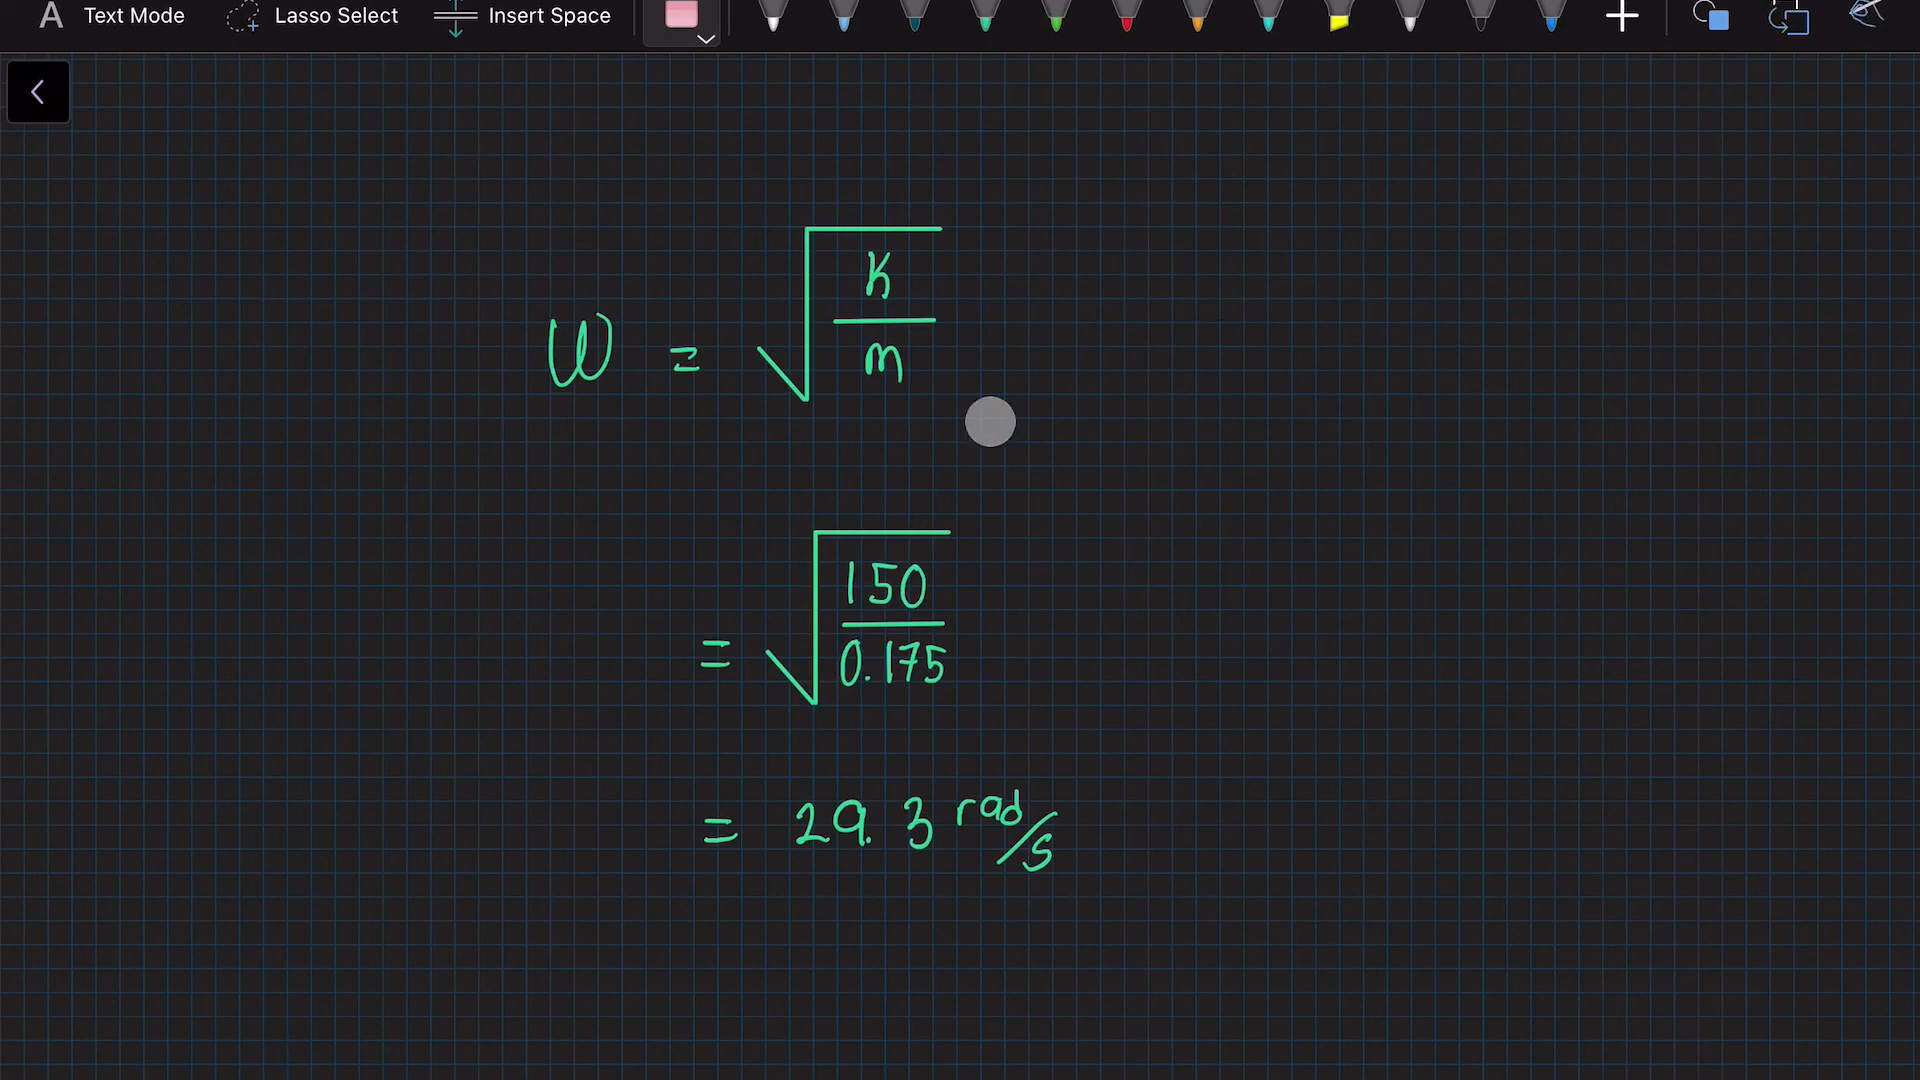 A Text Mode Lasso Select Insert Space
ω = √(k/m)
= √(150/0.175)
= 29.3 rad/s